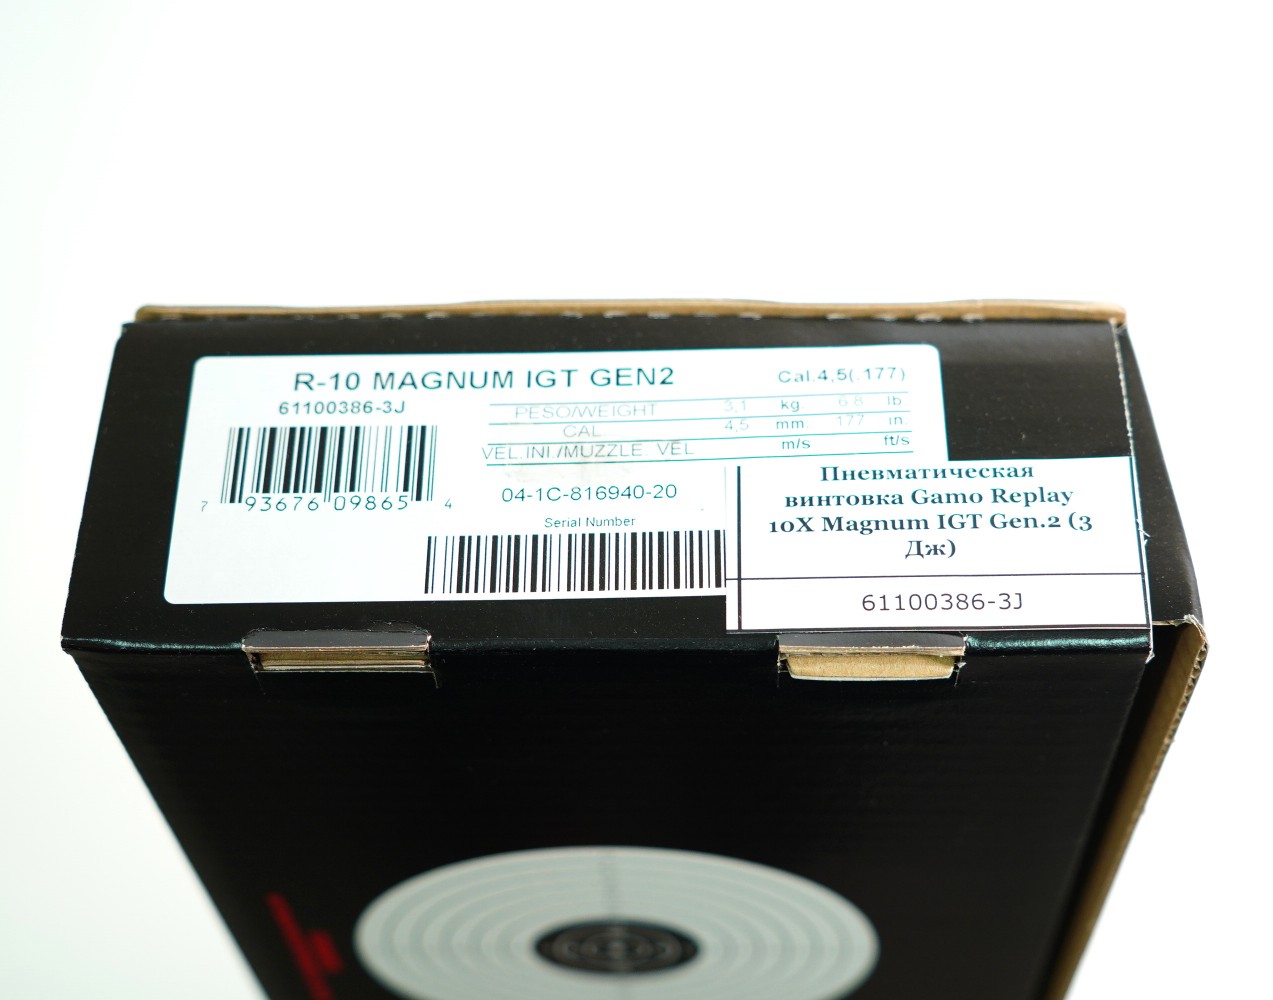 R-10 MAGNUM IGT GEN2
Cal.4,5(.177)
61100386-3J
PESO/WEIGHT 3,1 kg 6.8 lb
CAL 4,5 mm. 177 in.
VEL.INI./MUZZLE. VEL m/s ft/s
7 93676 09865 4
04-1C-816940-20
Serial Number
Пневматическая
винтовка Gamo Replay
10X Magnum IGT Gen.2 (3
Дж)
61100386-3J